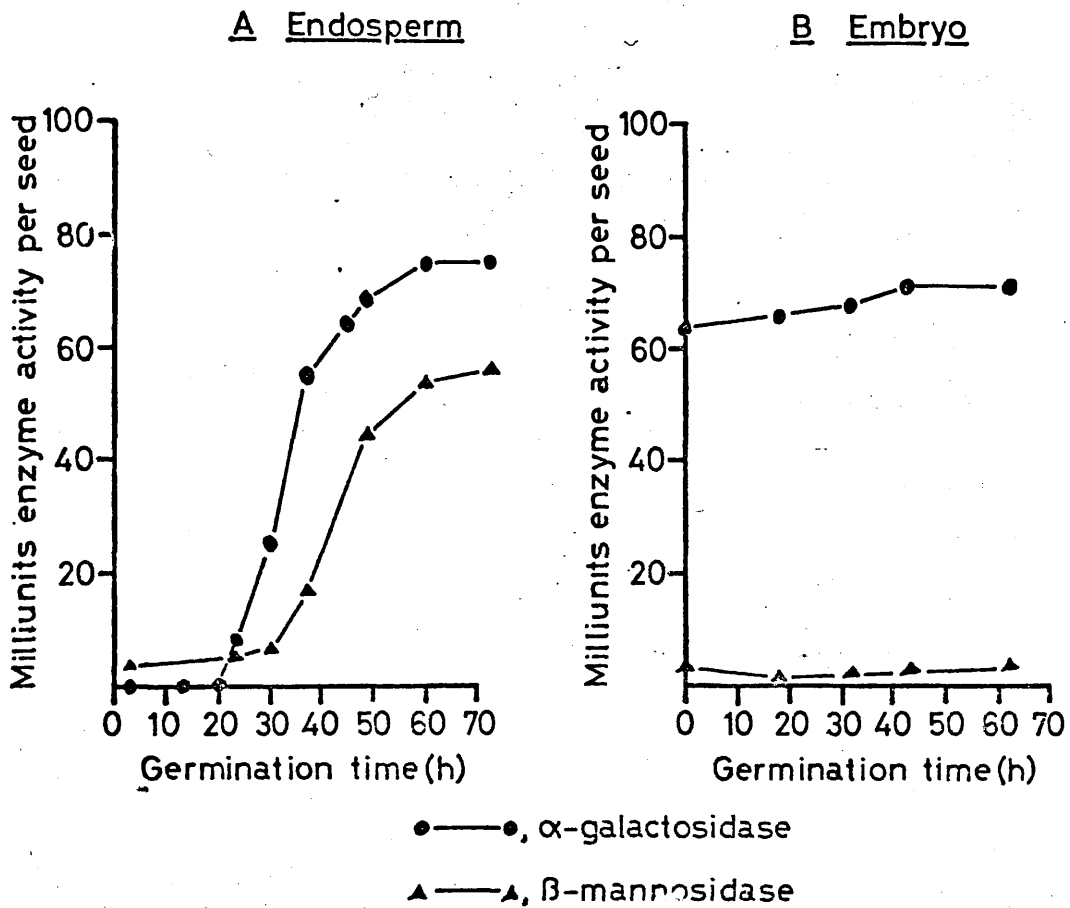 A Endosperm
Milliunits enzyme activity per seed
100
80
60
40
20
0 10 20 30 40 50 60 70
Germination time (h)
B Embryo
Milliunits enzyme activity per seed
100
80
60
40
20
0 10 20 30 40 50 60 70
Germination time (h)
, α-galactosidase
, β-mannosidase